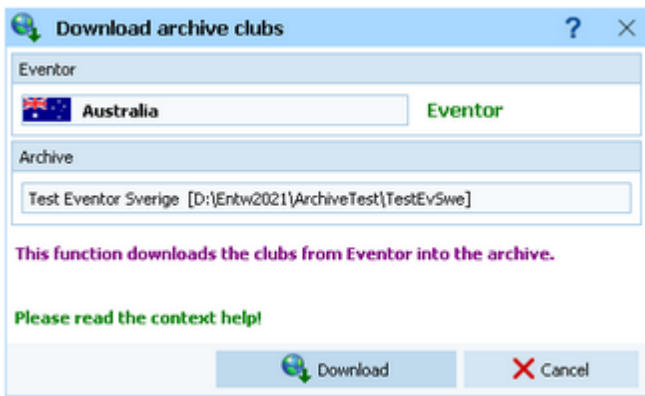 Download archive clubs ?
Eventor
Australia Eventor
Archive
Test Eventor Sverige [D:\Entw2021\ArchiveTest\TestEvSwe]
This function downloads the clubs from Eventor into the archive.
Please read the context help!
Download Cancel